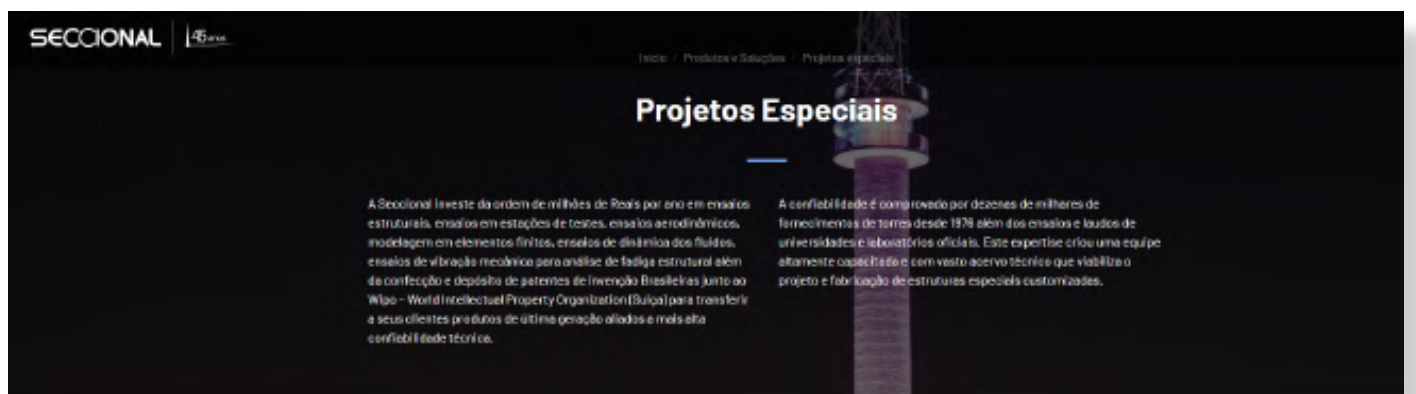 SECCIONAL
45 anos
Início / Produtos e Soluções / Projetos especiais
Projetos Especiais
A Seccional investe da ordem de milhões de Reais por ano em ensaios
estruturais, ensaios em estações de testes, ensaios aerodinâmicos,
modelagem em elementos finitos, ensaios de dinâmica dos fluidos,
ensaios de vibração mecânica para análise de fadiga estrutural além
da confecção e depósito de patentes de invenção Brasileiras junto ao
Wipo - World Intellectual Property Organization (Suiça) para transferir
a seus clientes produtos de última geração aliados a mais alta
confiabilidade técnica.
A confiabilidade é comprovada por dezenas de milhares de
fornecimentos de torres desde 1976 além dos ensaios e laudos de
universidades e laboratórios oficiais. Este expertise criou uma equipe
altamente capacitada e com vasto acervo técnico que viabiliza o
projeto e fabricação de estruturas especiais customizadas.